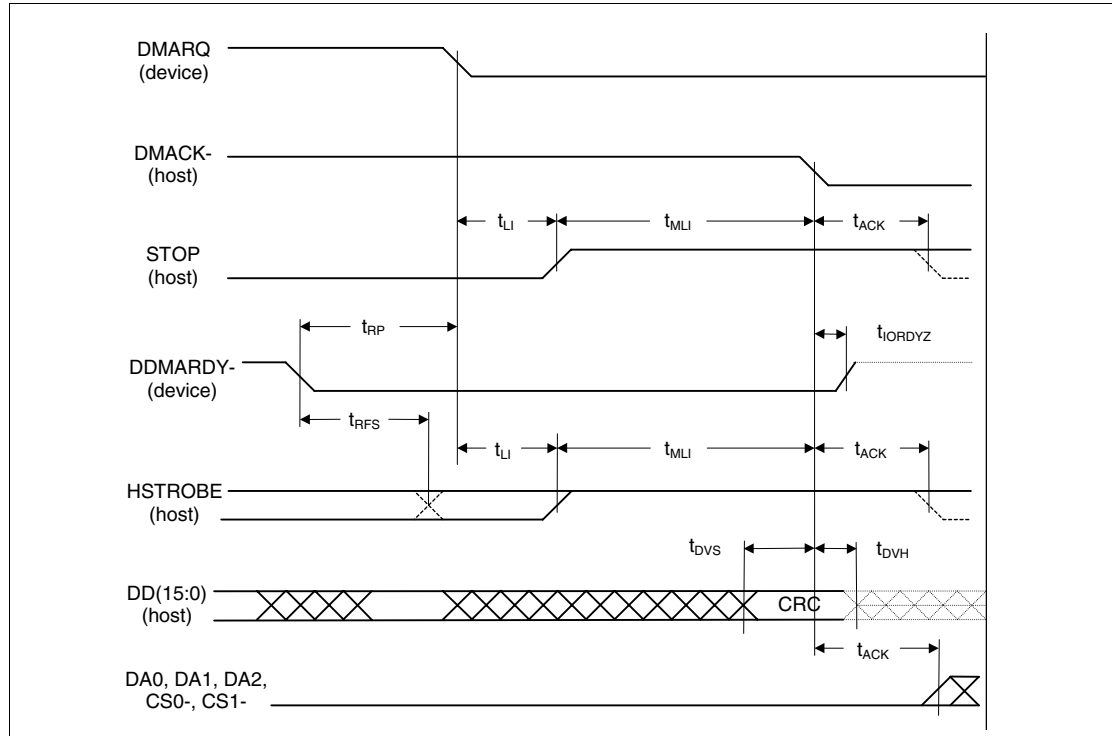 DMARQ
(device)
DMACK-
(host)
tLI
tMLI
tACK
STOP
(host)
tRP
tIORDYZ
DDMARDY-
(device)
tRFS
tLI
tMLI
tACK
HSTROBE
(host)
tDVS
tDVH
DD(15:0)
(host)
CRC
tACK
DA0, DA1, DA2,
CS0-, CS1-